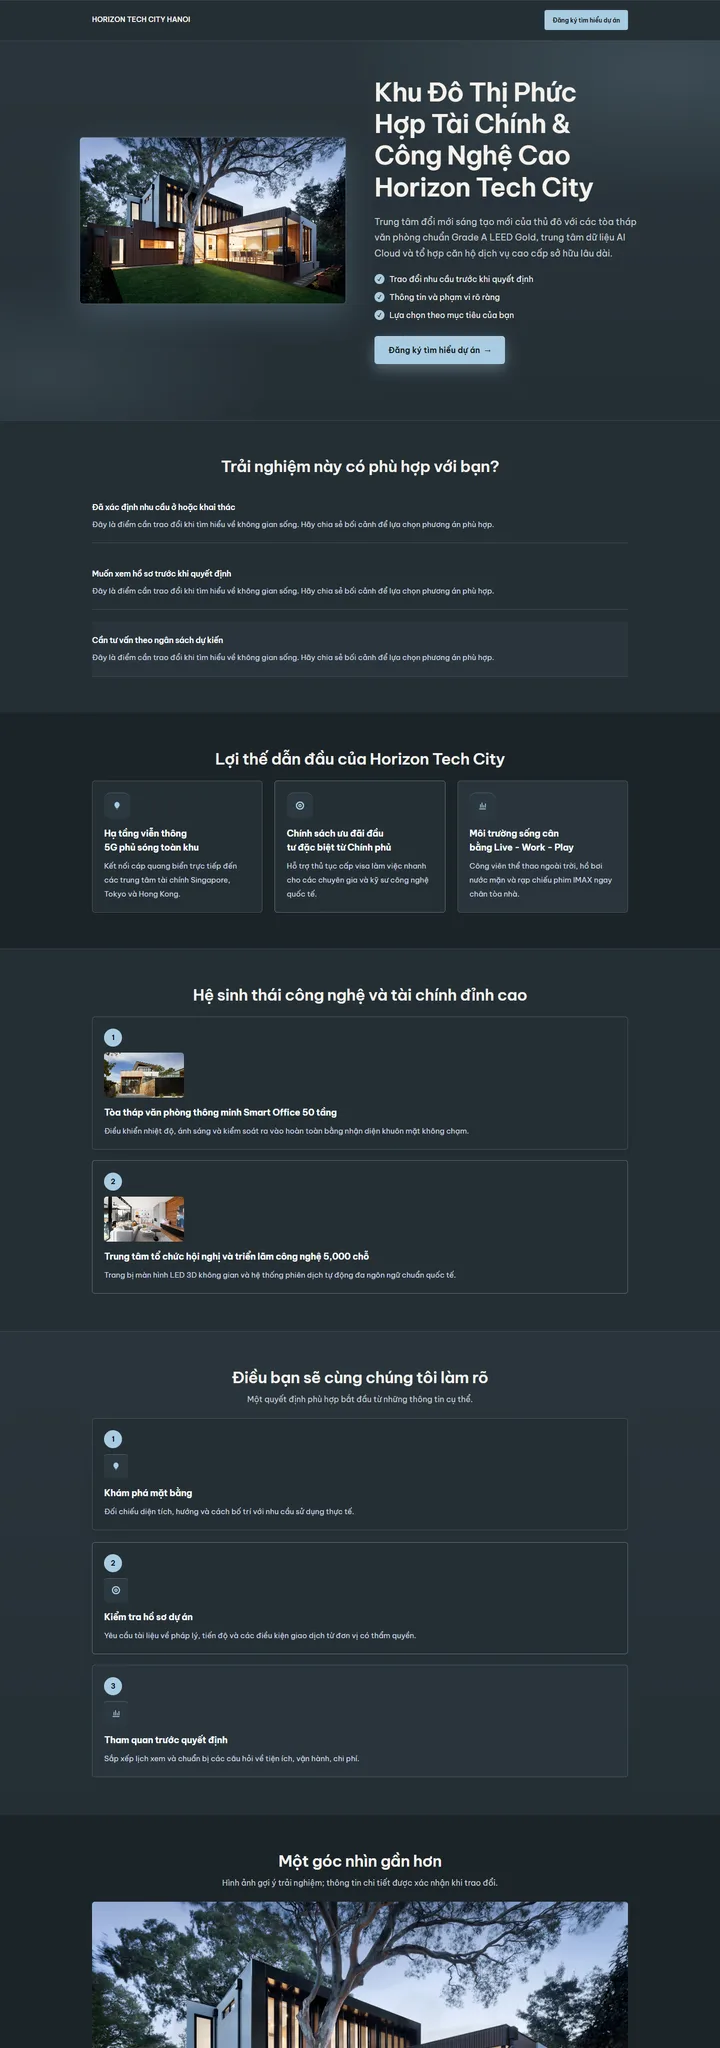 HORIZON TECH CITY HANOI
Đăng ký tìm hiểu dự án
Khu Đô Thị Phức
Hợp Tài Chính &
Công Nghệ Cao
Horizon Tech City
Trung tâm đổi mới sáng tạo mới của thủ đô với các tòa tháp
văn phòng chuẩn Grade A LEED Gold, trung tâm dữ liệu AI
Cloud và tổ hợp căn hộ dịch vụ cao cấp sở hữu lâu dài.
✓ Trao đổi nhu cầu trước khi quyết định
✓ Thông tin và phạm vi rõ ràng
✓ Lựa chọn theo mục tiêu của bạn
Đăng ký tìm hiểu dự án →
Trải nghiệm này có phù hợp với bạn?
Đã xác định nhu cầu ở hoặc khai thác
Đây là điểm cần trao đổi khi tìm hiểu về không gian sống. Hãy chia sẻ bối cảnh để lựa chọn phương án phù hợp.
Muốn xem hồ sơ trước khi quyết định
Đây là điểm cần trao đổi khi tìm hiểu về không gian sống. Hãy chia sẻ bối cảnh để lựa chọn phương án phù hợp.
Cần tư vấn theo ngân sách dự kiến
Đây là điểm cần trao đổi khi tìm hiểu về không gian sống. Hãy chia sẻ bối cảnh để lựa chọn phương án phù hợp.
Lợi thế dẫn đầu của Horizon Tech City
Hạ tầng viễn thông
5G phủ sóng toàn khu
Kết nối cáp quang biển trực tiếp đến
các trung tâm tài chính Singapore,
Tokyo và Hong Kong.
Chính sách ưu đãi đầu
tư đặc biệt từ Chính phủ
Hỗ trợ thủ tục cấp visa làm việc nhanh
cho các chuyên gia và kỹ sư công nghệ
quốc tế.
Môi trường sống cân
bằng Live - Work - Play
Công viên thể thao ngoài trời, hồ bơi
nước mặn và rạp chiếu phim IMAX ngay
chân tòa nhà.
Hệ sinh thái công nghệ và tài chính đỉnh cao
1
Tòa tháp văn phòng thông minh Smart Office 50 tầng
Điều khiển nhiệt độ, ánh sáng và kiểm soát ra vào hoàn toàn bằng nhận diện khuôn mặt không chạm.
2
Trung tâm tổ chức hội nghị và triển lãm công nghệ 5,000 chỗ
Trang bị màn hình LED 3D không gian và hệ thống phiên dịch tự động đa ngôn ngữ chuẩn quốc tế.
Điều bạn sẽ cùng chúng tôi làm rõ
Một quyết định phù hợp bắt đầu từ những thông tin cụ thể.
1
Khám phá mặt bằng
Đối chiếu diện tích, hướng và cách bố trí với nhu cầu sử dụng thực tế.
2
Kiểm tra hồ sơ dự án
Yêu cầu tài liệu về pháp lý, tiến độ và các điều kiện giao dịch từ đơn vị có thẩm quyền.
3
Tham quan trước quyết định
Sắp xếp lịch xem và chuẩn bị các câu hỏi về tiện ích, vận hành, chi phí.
Một góc nhìn gần hơn
Hình ảnh gợi ý trải nghiệm; thông tin chi tiết được xác nhận khi trao đổi.